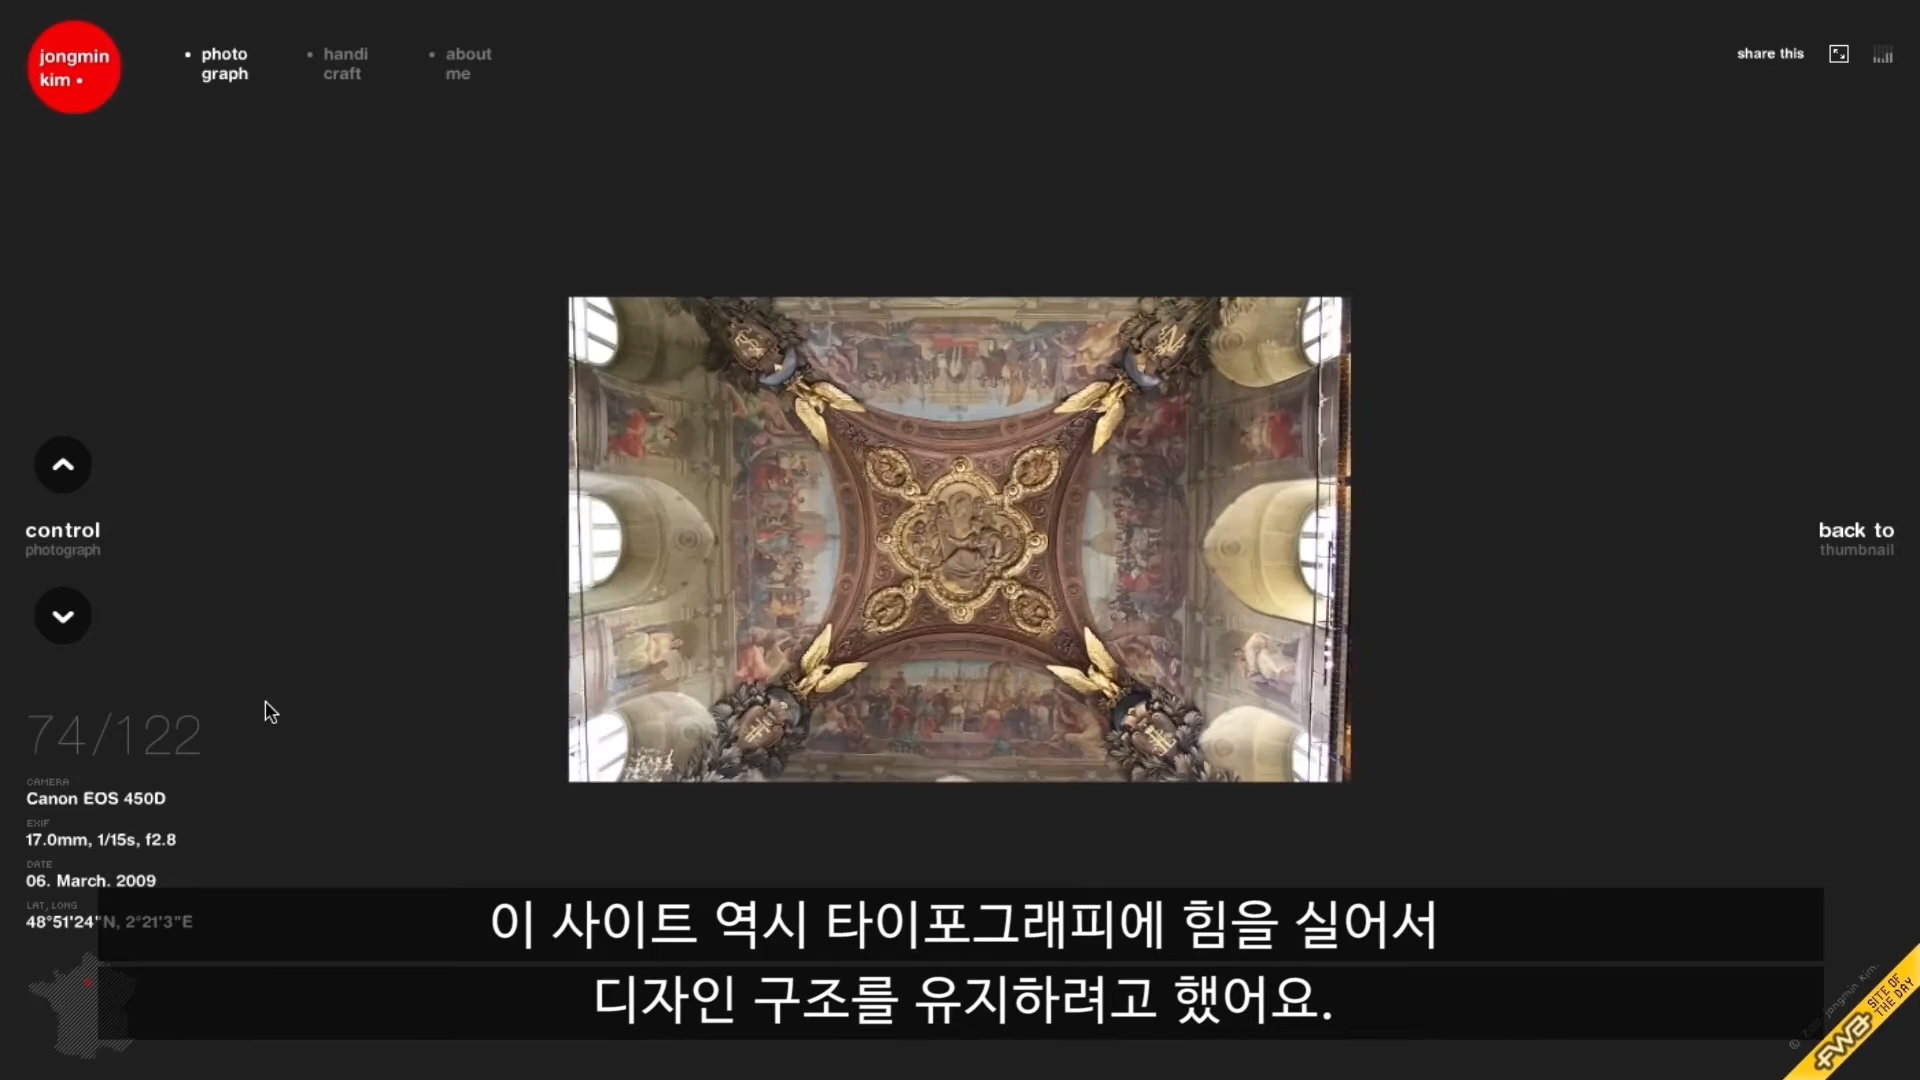 jongmin
kim •
• photo
graph
• handi
craft
• about
me
share this
control
photograph
back to
thumbnail
74/122
CAMERA
Canon EOS 450D
EXIF
17.0mm, 1/15s, f2.8
DATE
06. March. 2009
LAT, LONG
48°51'24"N, 2°21'3"E
이 사이트 역시 타이포그래피에 힘을 실어서
디자인 구조를 유지하려고 했어요.
jongmin Kim.
SITE OF
THE DAY
FWA